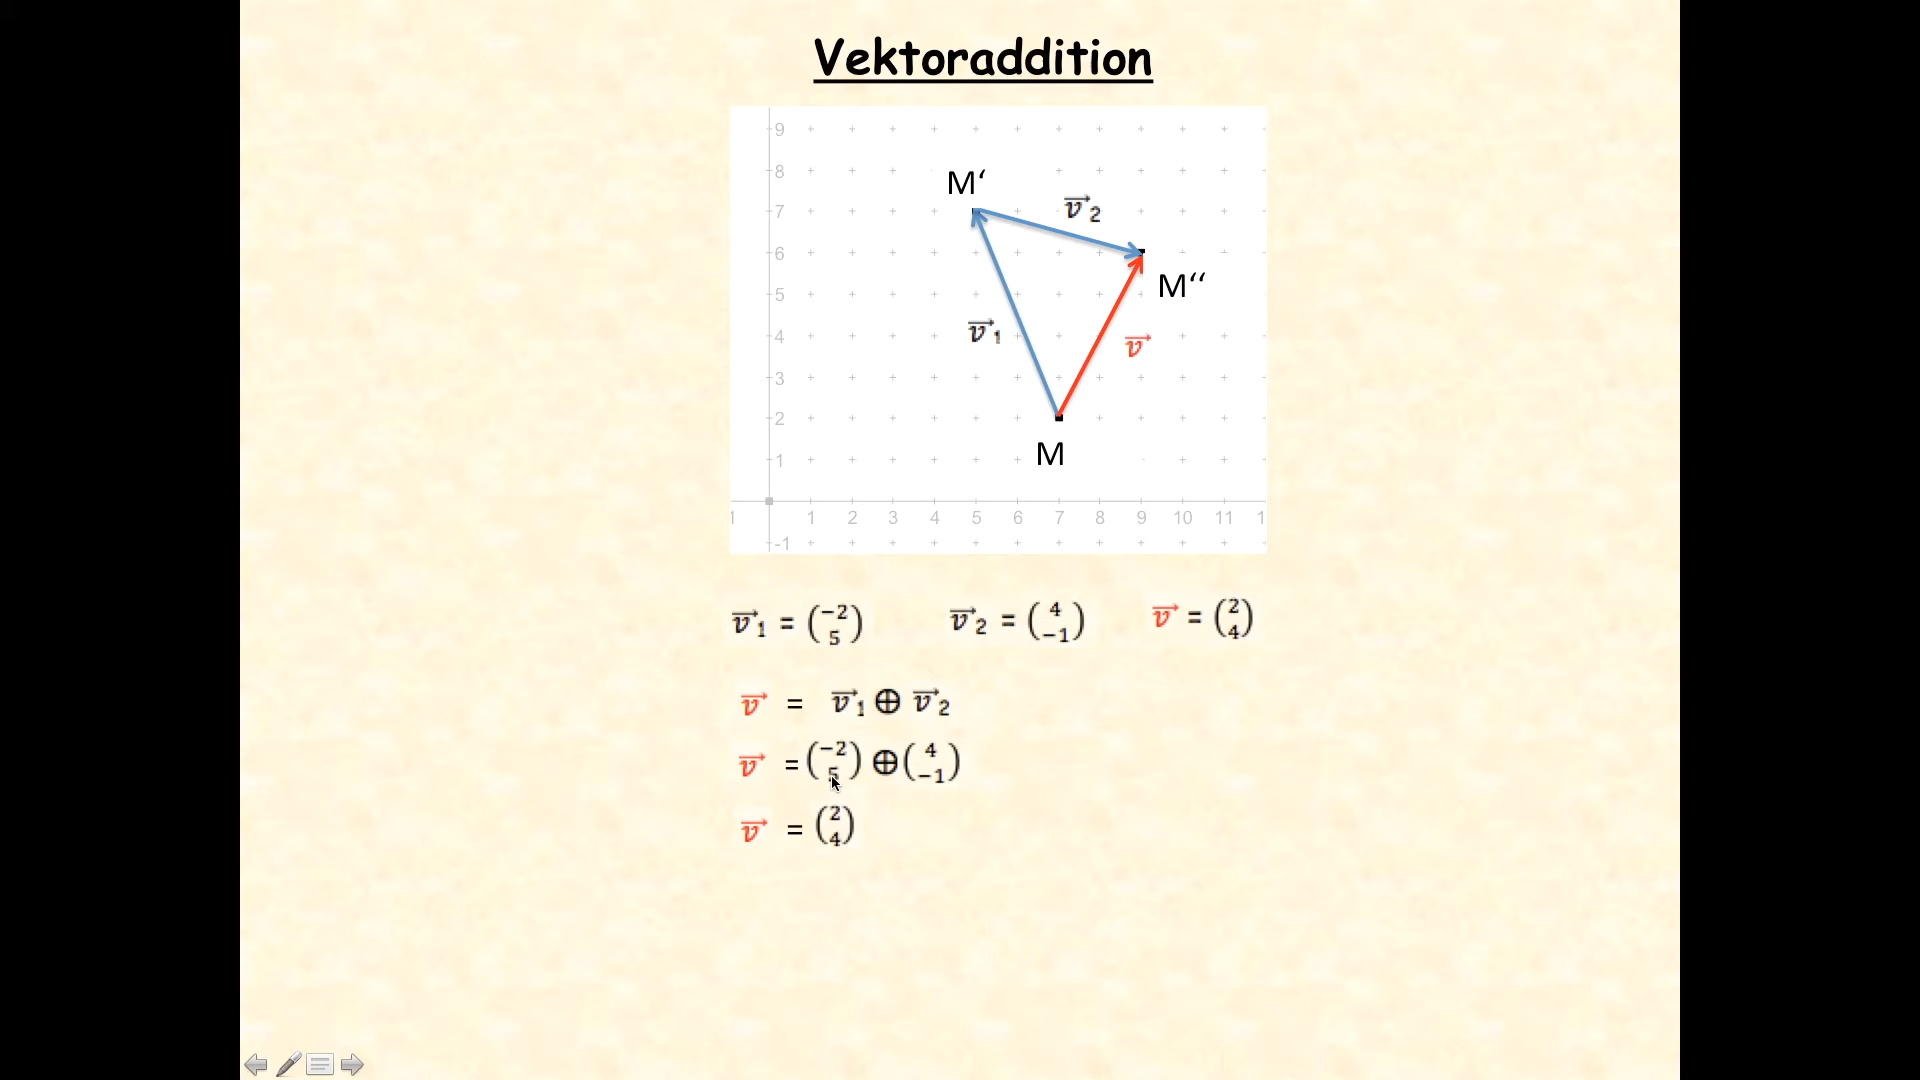 Vektoraddition
9
8
M‘
7
v⃗₂
6
M‘‘
5
4
v⃗₁
v⃗
3
2
M
1
1 1 2 3 4 5 6 7 8 9 10 11 1
-1
v⃗₁ = (−2 5) v⃗₂ = (4 −1) v⃗ = (2 4)
v⃗ = v⃗₁ ⊕ v⃗₂
v⃗ = (−2 5) ⊕ (4 −1)
v⃗ = (2 4)